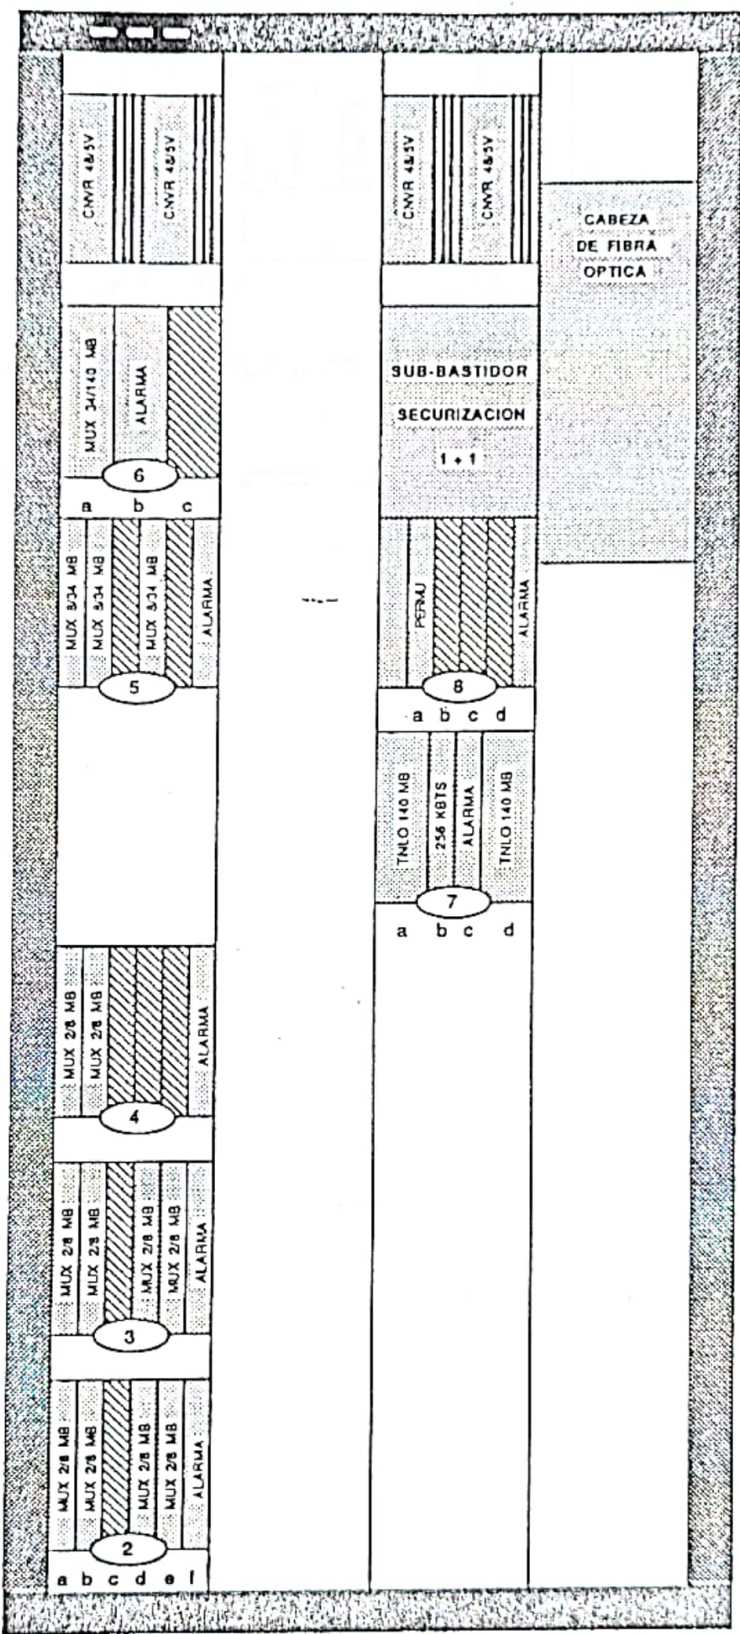 CNVR 48/5V
CNVR 48/5V
MUX 34/140 MB
ALARMA
6
a b c
MUX 8/34 MB
MUX 8/34 MB
MUX 8/34 MB
ALARMA
5
MUX 2/8 MB
MUX 2/8 MB
ALARMA
4
MUX 2/8 MB
MUX 2/8 MB
MUX 2/8 MB
MUX 2/8 MB
ALARMA
3
MUX 2/8 MB
MUX 2/8 MB
MUX 2/8 MB
MUX 2/8 MB
ALARMA
2
a b c d e f
CNVR 48/5V
CNVR 48/5V
SUB-BASTIDOR
SECURIZACION
1 + 1
PERMU
ALARMA
8
a b c d
TNLO 140 MB
256 KBTS
ALARMA
TNLO 140 MB
7
a b c d
CABEZA
DE FIBRA
OPTICA